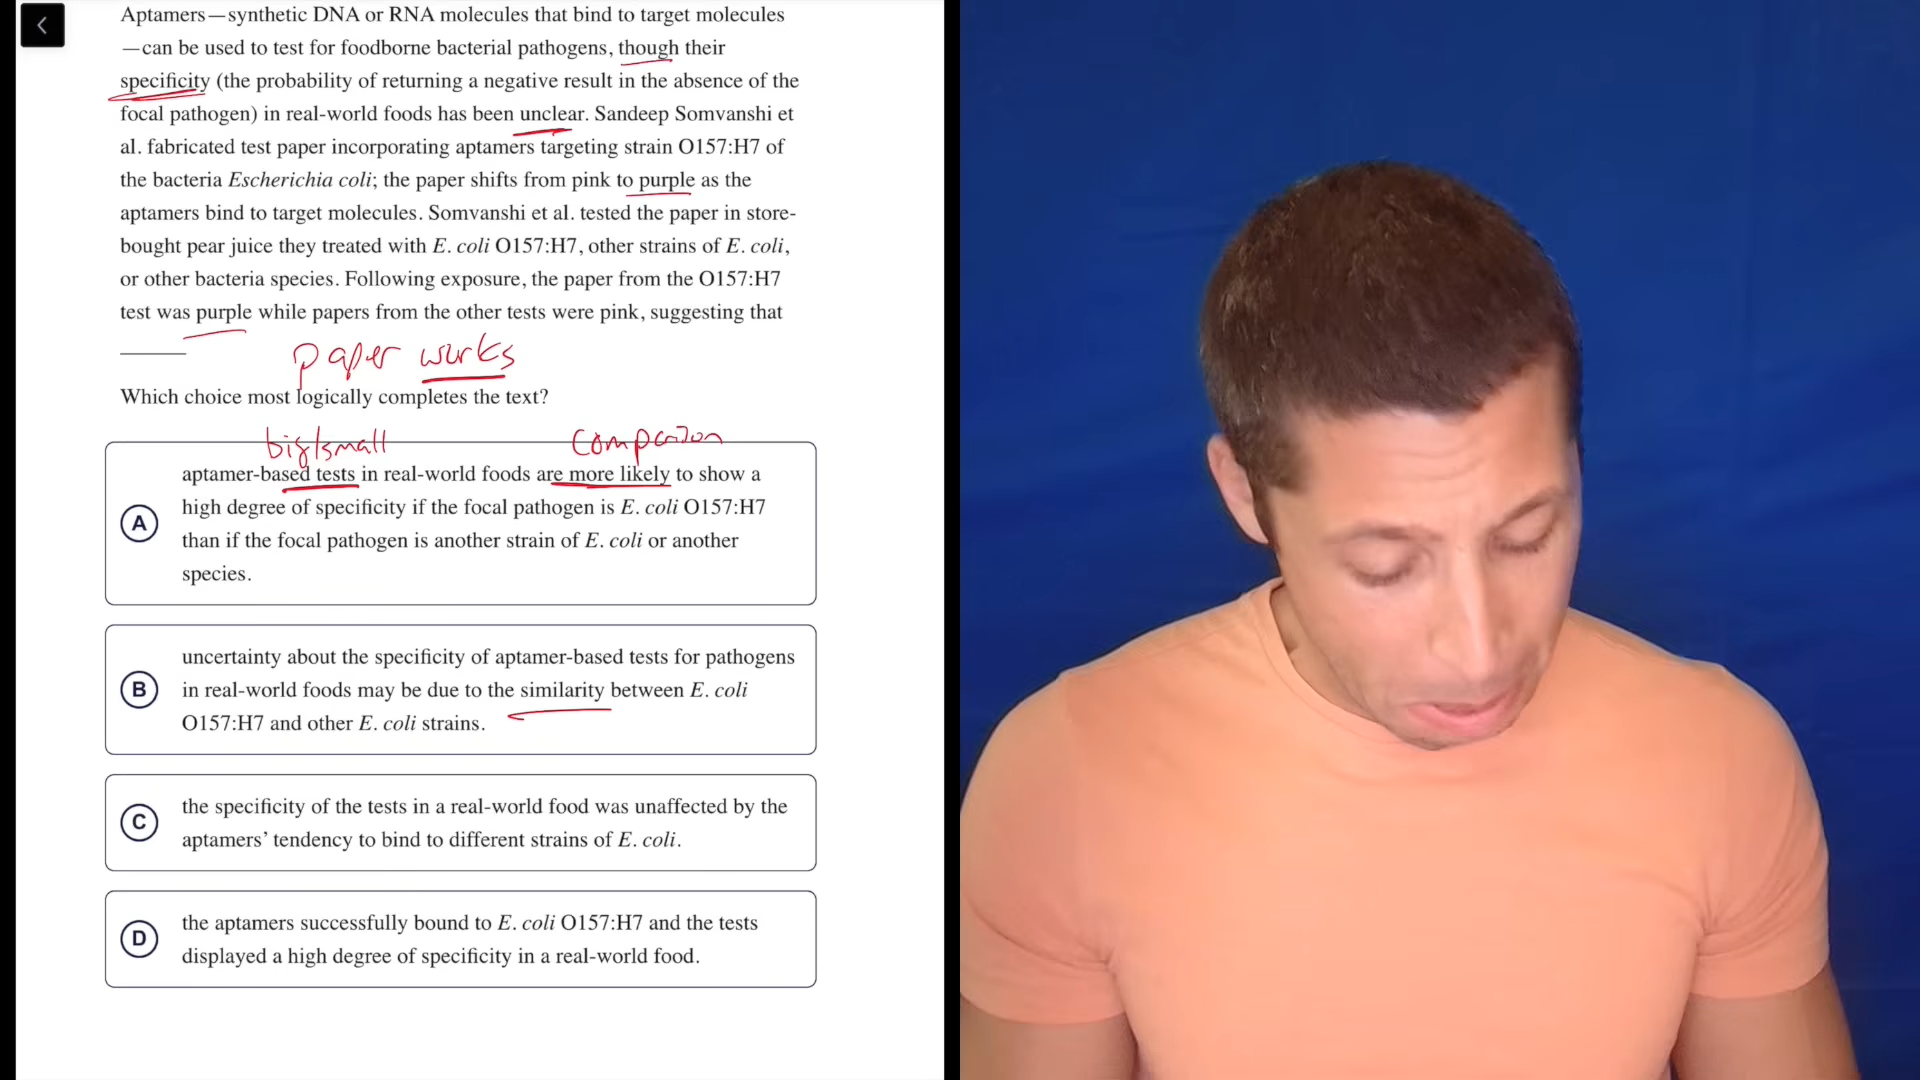 Aptamers—synthetic DNA or RNA molecules that bind to target molecules
—can be used to test for foodborne bacterial pathogens, though their
specificity (the probability of returning a negative result in the absence of the
focal pathogen) in real-world foods has been unclear. Sandeep Somvanshi et
al. fabricated test paper incorporating aptamers targeting strain O157:H7 of
the bacteria Escherichia coli; the paper shifts from pink to purple as the
aptamers bind to target molecules. Somvanshi et al. tested the paper in store-
bought pear juice they treated with E. coli O157:H7, other strains of E. coli,
or other bacteria species. Following exposure, the paper from the O157:H7
test was purple while papers from the other tests were pink, suggesting that
______
paper works
Which choice most logically completes the text?
big/small comparison
A
aptamer-based tests in real-world foods are more likely to show a
high degree of specificity if the focal pathogen is E. coli O157:H7
than if the focal pathogen is another strain of E. coli or another
species.
B
uncertainty about the specificity of aptamer-based tests for pathogens
in real-world foods may be due to the similarity between E. coli
O157:H7 and other E. coli strains.
C
the specificity of the tests in a real-world food was unaffected by the
aptamers’ tendency to bind to different strains of E. coli.
D
the aptamers successfully bound to E. coli O157:H7 and the tests
displayed a high degree of specificity in a real-world food.